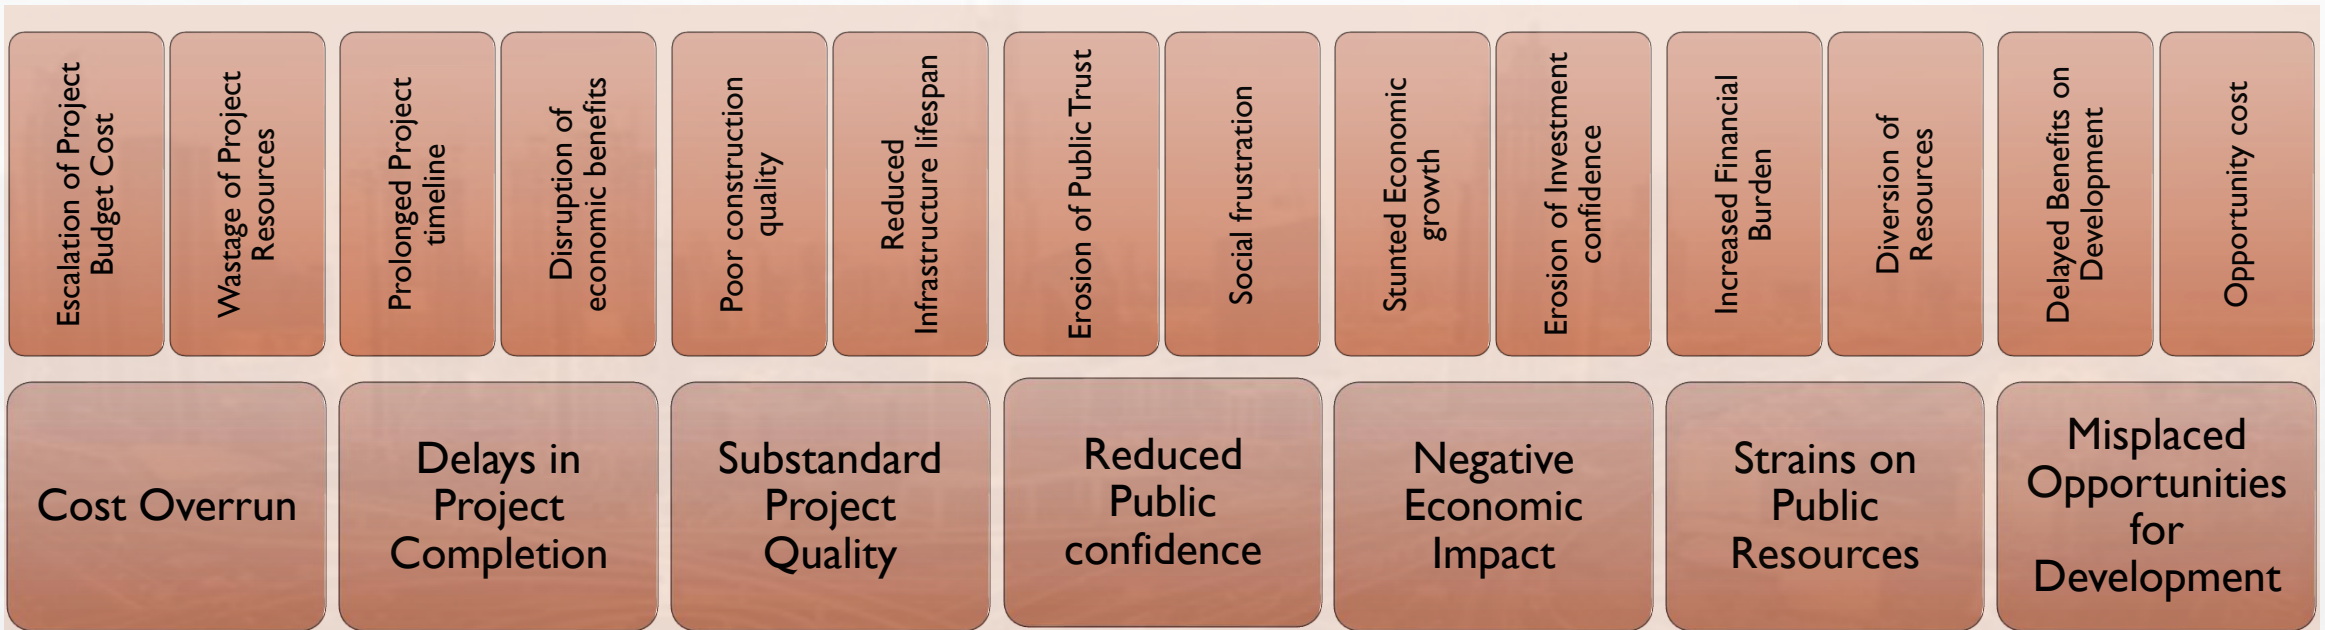 Escalation of Project
Budget Cost
Wastage of Project
Resources
Prolonged Project
timeline
Disruption of
economic benefits
Poor construction
quality
Reduced
Infrastructure lifespan
Erosion of Public Trust
Social frustration
Stunted Economic
growth
Erosion of Investment
confidence
Increased Financial
Burden
Diversion of
Resources
Delayed Benefits on
Development
Opportunity cost
Cost Overrun
Delays in
Project
Completion
Substandard
Project
Quality
Reduced
Public
confidence
Negative
Economic
Impact
Strains on
Public
Resources
Misplaced
Opportunities
for
Development